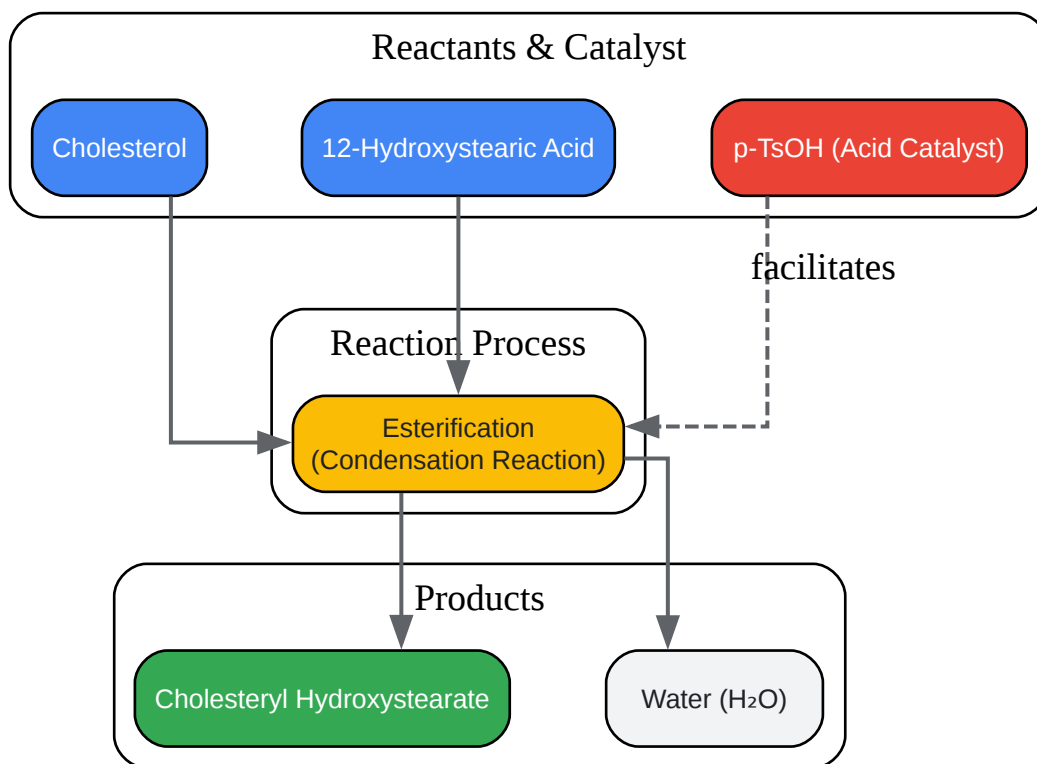 Reactants & Catalyst
Cholesterol
12-Hydroxystearic Acid
p-TsOH (Acid Catalyst)
facilitates
Reaction Process
Esterification
(Condensation Reaction)
Products
Cholesteryl Hydroxystearate
Water (H₂O)